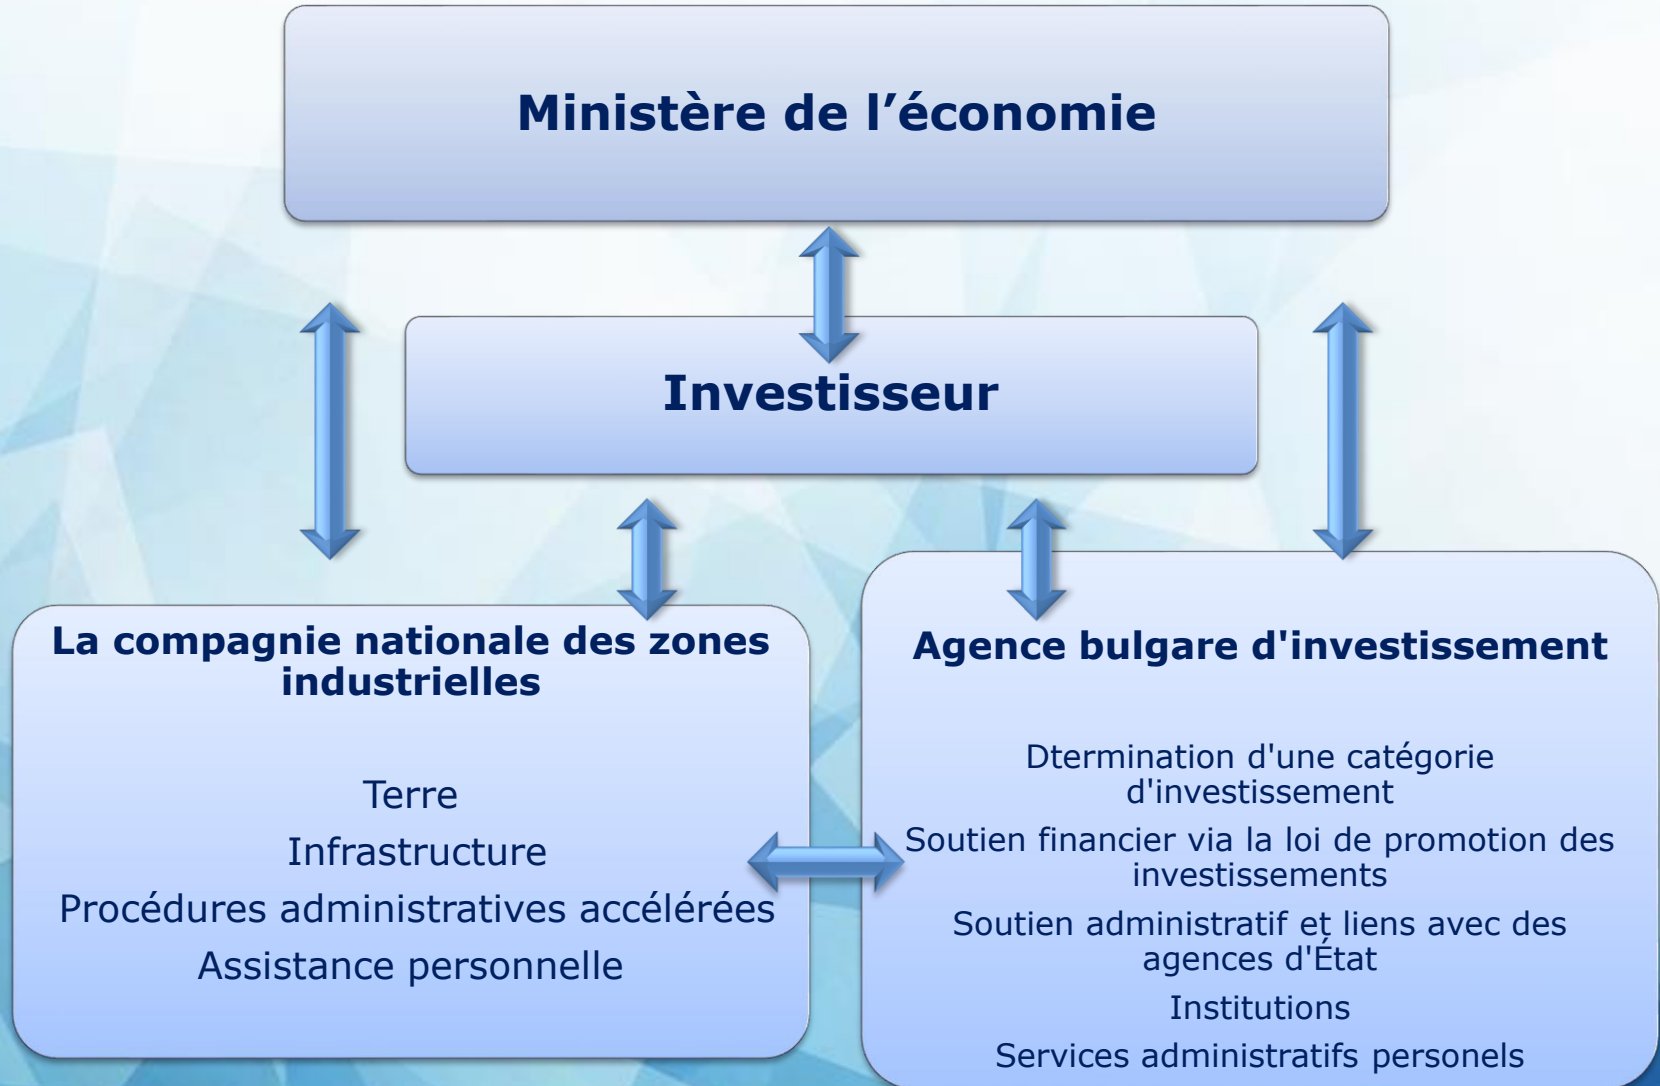 Ministère de l’économie
Investisseur
La compagnie nationale des zones
industrielles
Terre
Infrastructure
Procédures administratives accélérées
Assistance personnelle
Agence bulgare d'investissement
Dtermination d'une catégorie
d'investissement
Soutien financier via la loi de promotion des
investissements
Soutien administratif et liens avec des
agences d'État
Institutions
Services administratifs personels